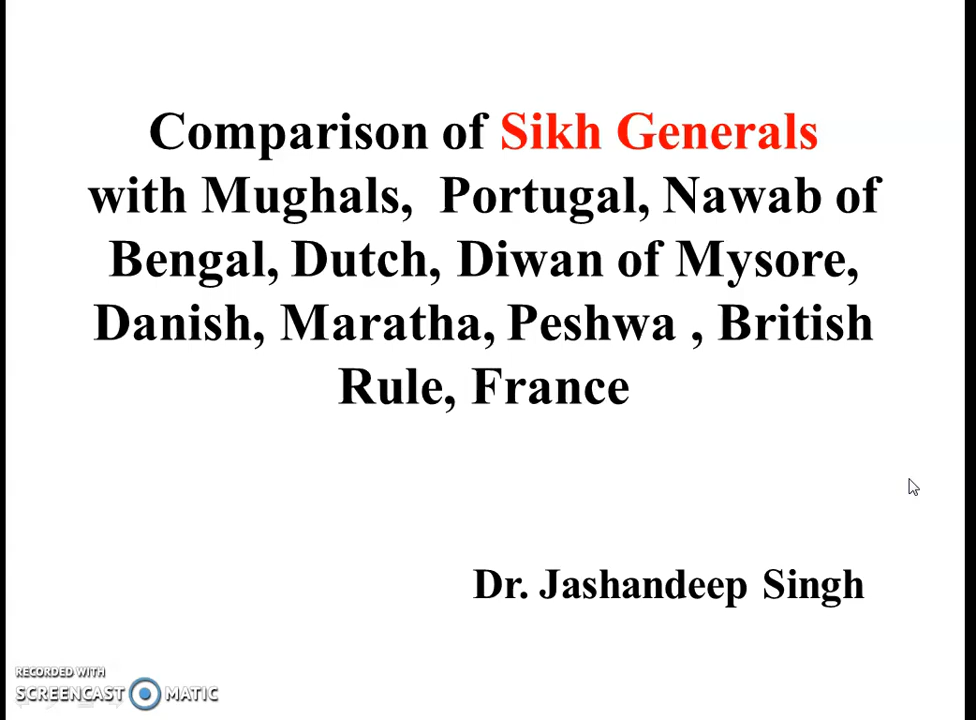 Comparison of Sikh Generals
with Mughals, Portugal, Nawab of
Bengal, Dutch, Diwan of Mysore,
Danish, Maratha, Peshwa , British
Rule, France
Dr. Jashandeep Singh
RECORDED WITH
SCREENCAST MATIC